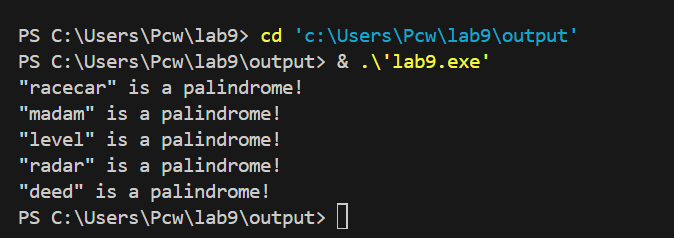 PS C:\Users\Pcw\lab9> cd 'c:\Users\Pcw\lab9\output'
PS C:\Users\Pcw\lab9\output> & .\'lab9.exe'
"racecar" is a palindrome!
"madam" is a palindrome!
"level" is a palindrome!
"radar" is a palindrome!
"deed" is a palindrome!
PS C:\Users\Pcw\lab9\output>